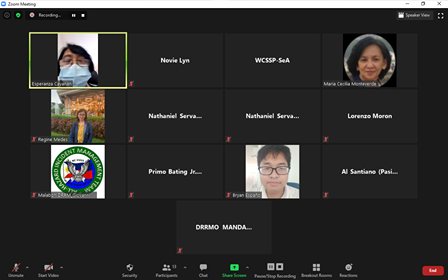 Zoom Meeting
Recording...
Speaker View
Novie Lyn
WCSSP-SeA
Esperanza Cayanan
Maria Cecilia Monteverde
Nathaniel Serva...
Nathaniel Serva...
Lorenzo Moron
Regine Medes
Primo Bating Jr....
Al Santiano (Pasi...
DRRMO MANDA...
Unmute
Start Video
Security
Participants
13
Chat
Share Screen
Pause/Stop Recording
Breakout Rooms
Reactions
End